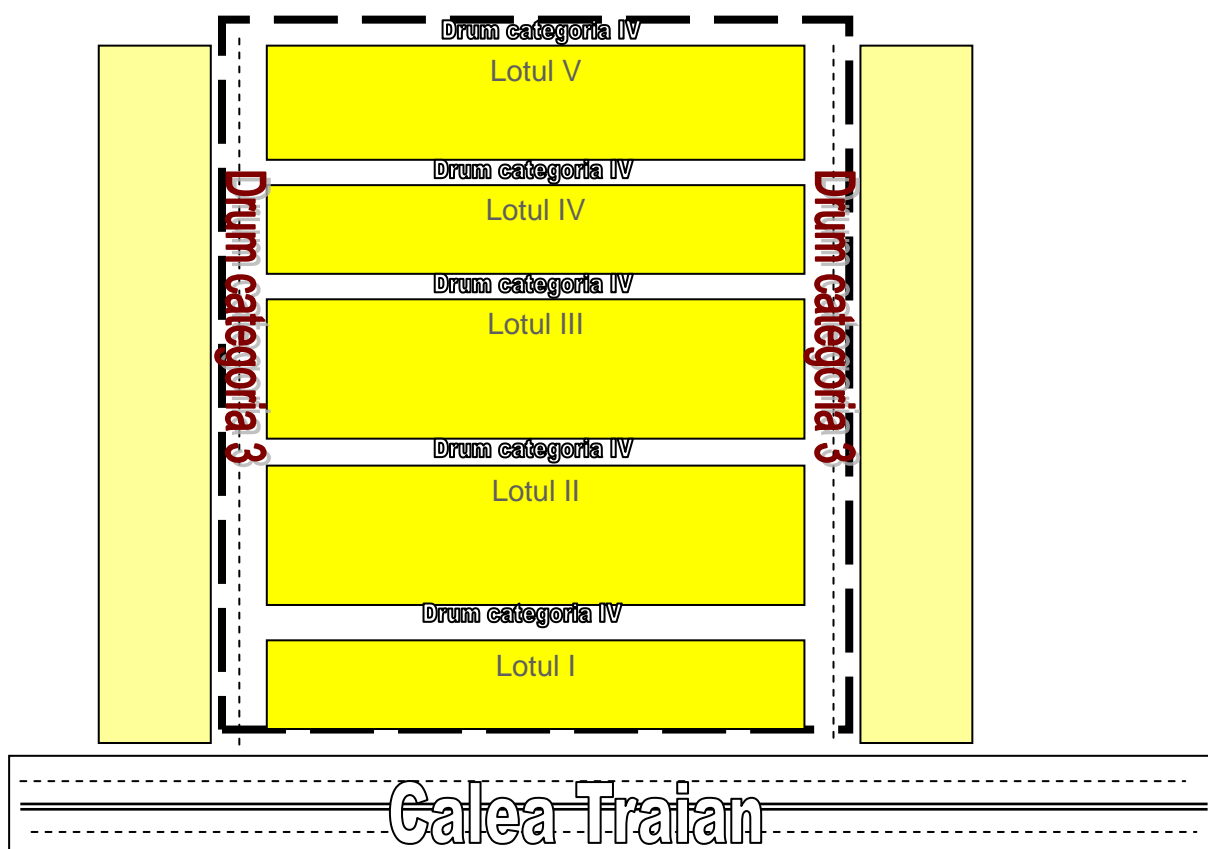 Drum categoria IV
Lotul V
Drum categoria IV
Drum categoria 3
Drum categoria 3
Lotul IV
Drum categoria IV
Lotul III
Drum categoria IV
Lotul II
Drum categoria IV
Lotul I
Calea Traian